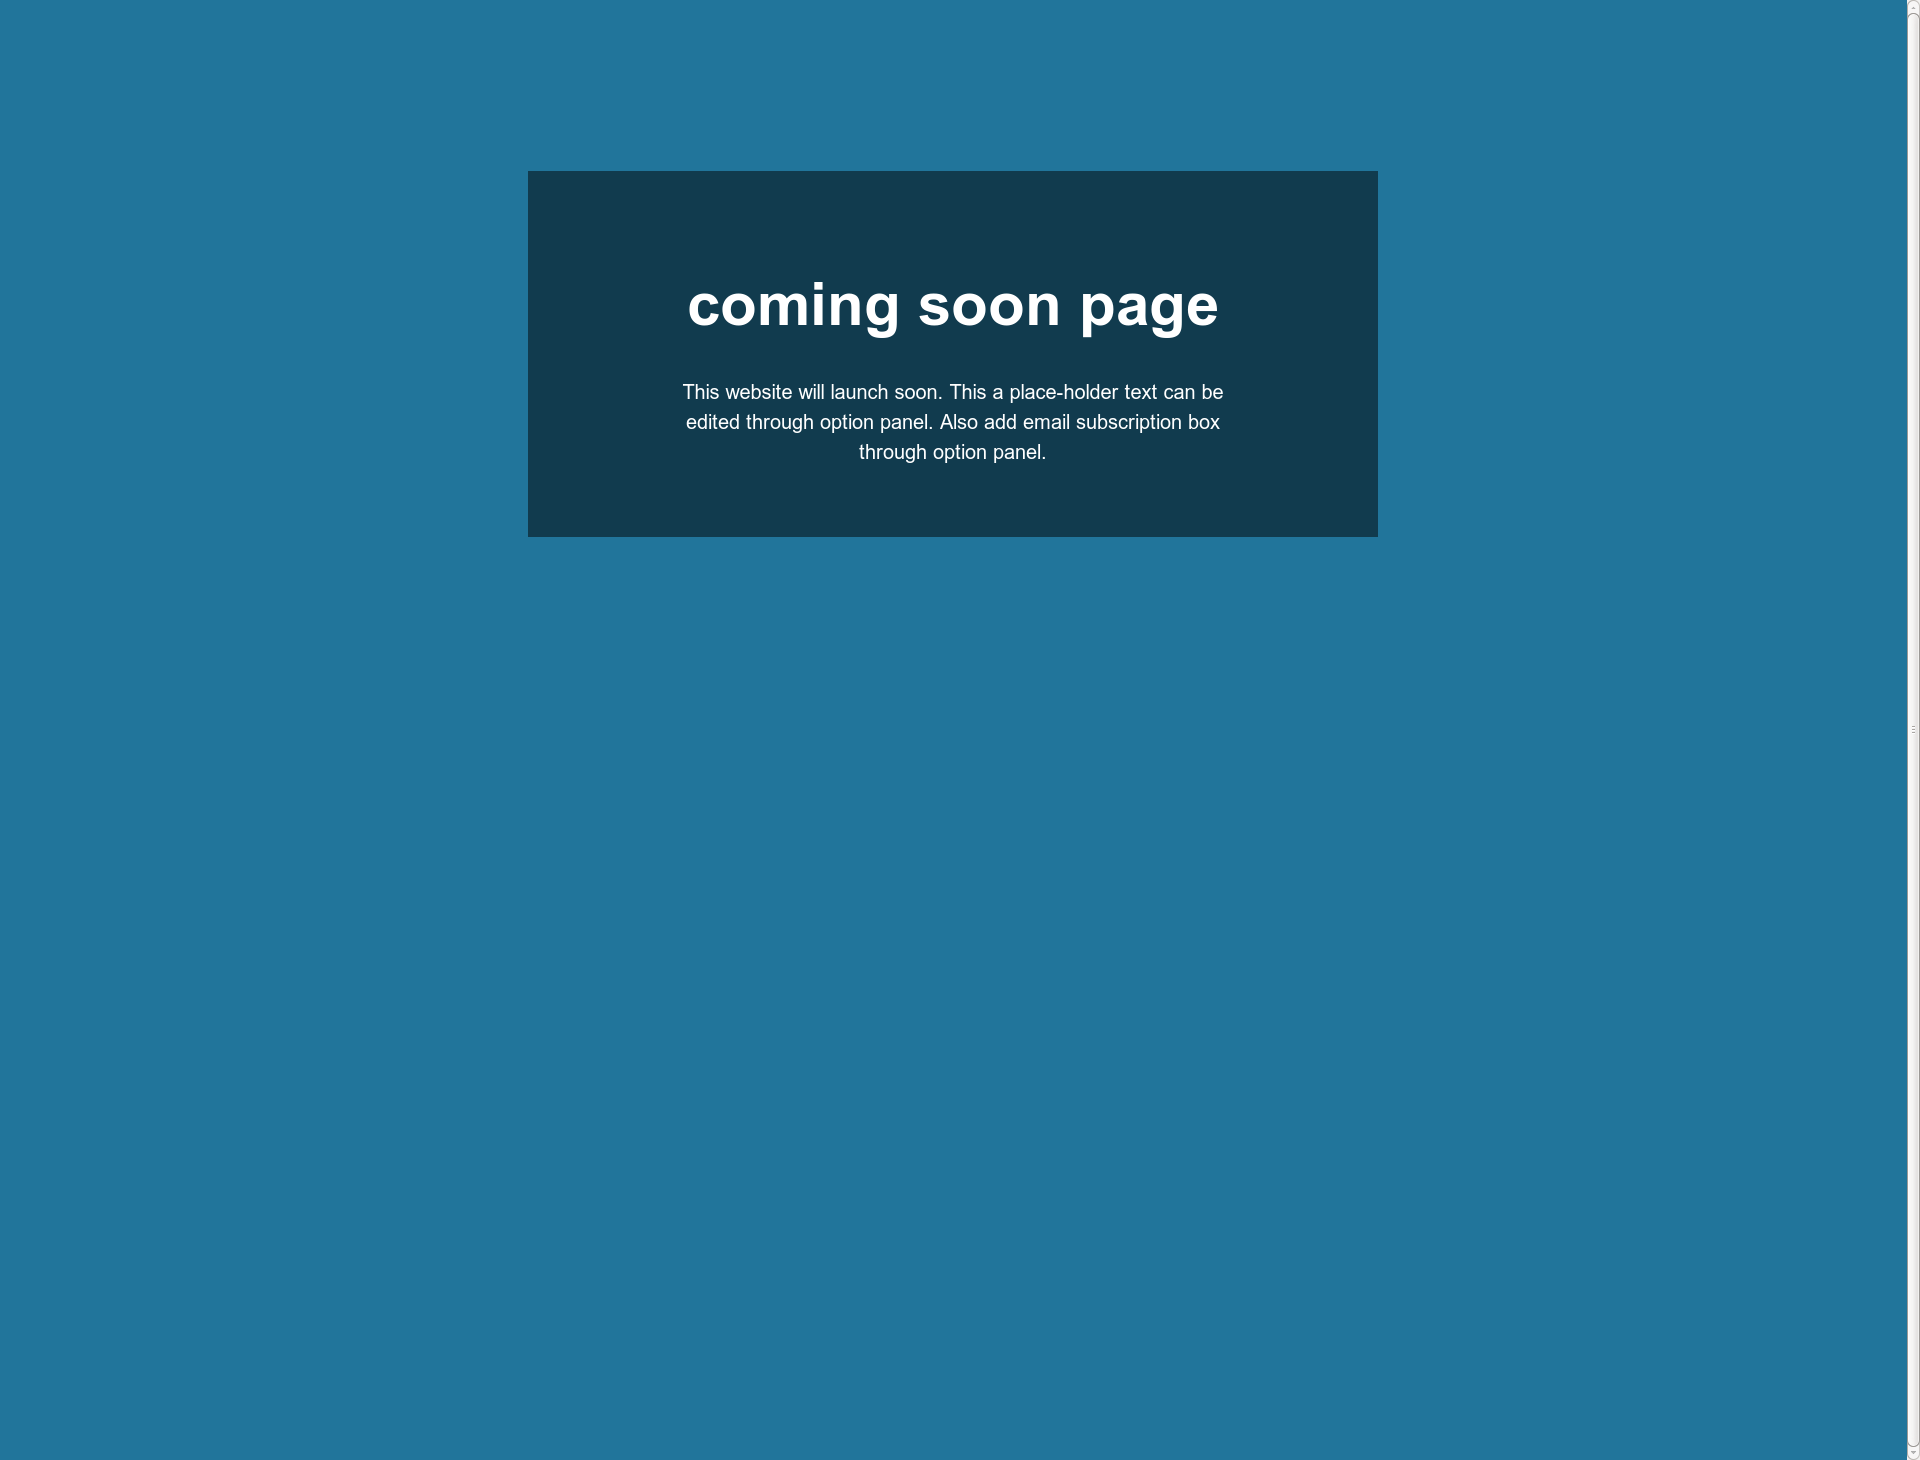 coming soon page
This website will launch soon. This a place-holder text can be
edited through option panel. Also add email subscription box
through option panel.